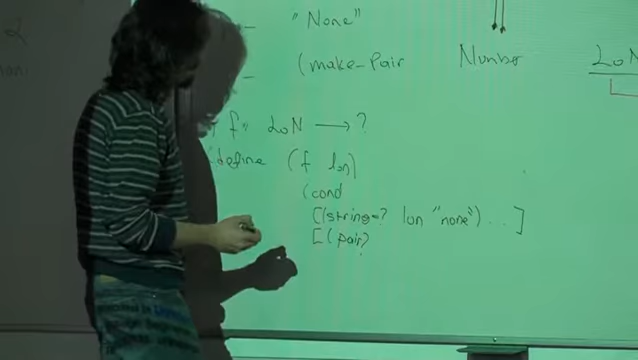 "None"
(make-pair Number LoN
f: LoN → ?
define (f lon)
(cond
[(string=? lon "none") ... ]
[(pair?